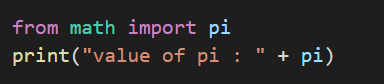 from math import pi
print("value of pi : " + pi)